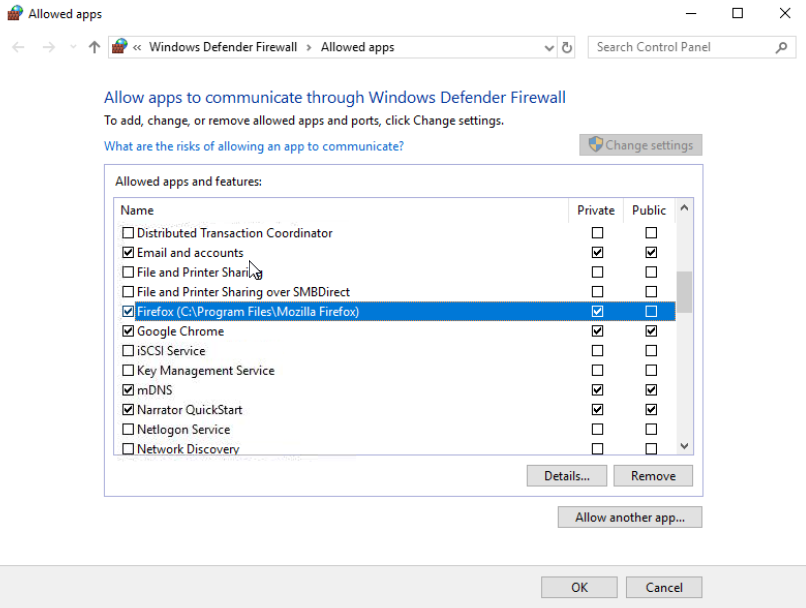 Allowed apps
« Windows Defender Firewall › Allowed apps
Search Control Panel
Allow apps to communicate through Windows Defender Firewall
To add, change, or remove allowed apps and ports, click Change settings.
What are the risks of allowing an app to communicate?
Change settings
Allowed apps and features:
Name Private Public
Distributed Transaction Coordinator
Email and accounts
File and Printer Sharing
File and Printer Sharing over SMBDirect
Firefox (C:\Program Files\Mozilla Firefox)
Google Chrome
iSCSI Service
Key Management Service
mDNS
Narrator QuickStart
Netlogon Service
Network Discovery
Details... Remove
Allow another app...
OK Cancel